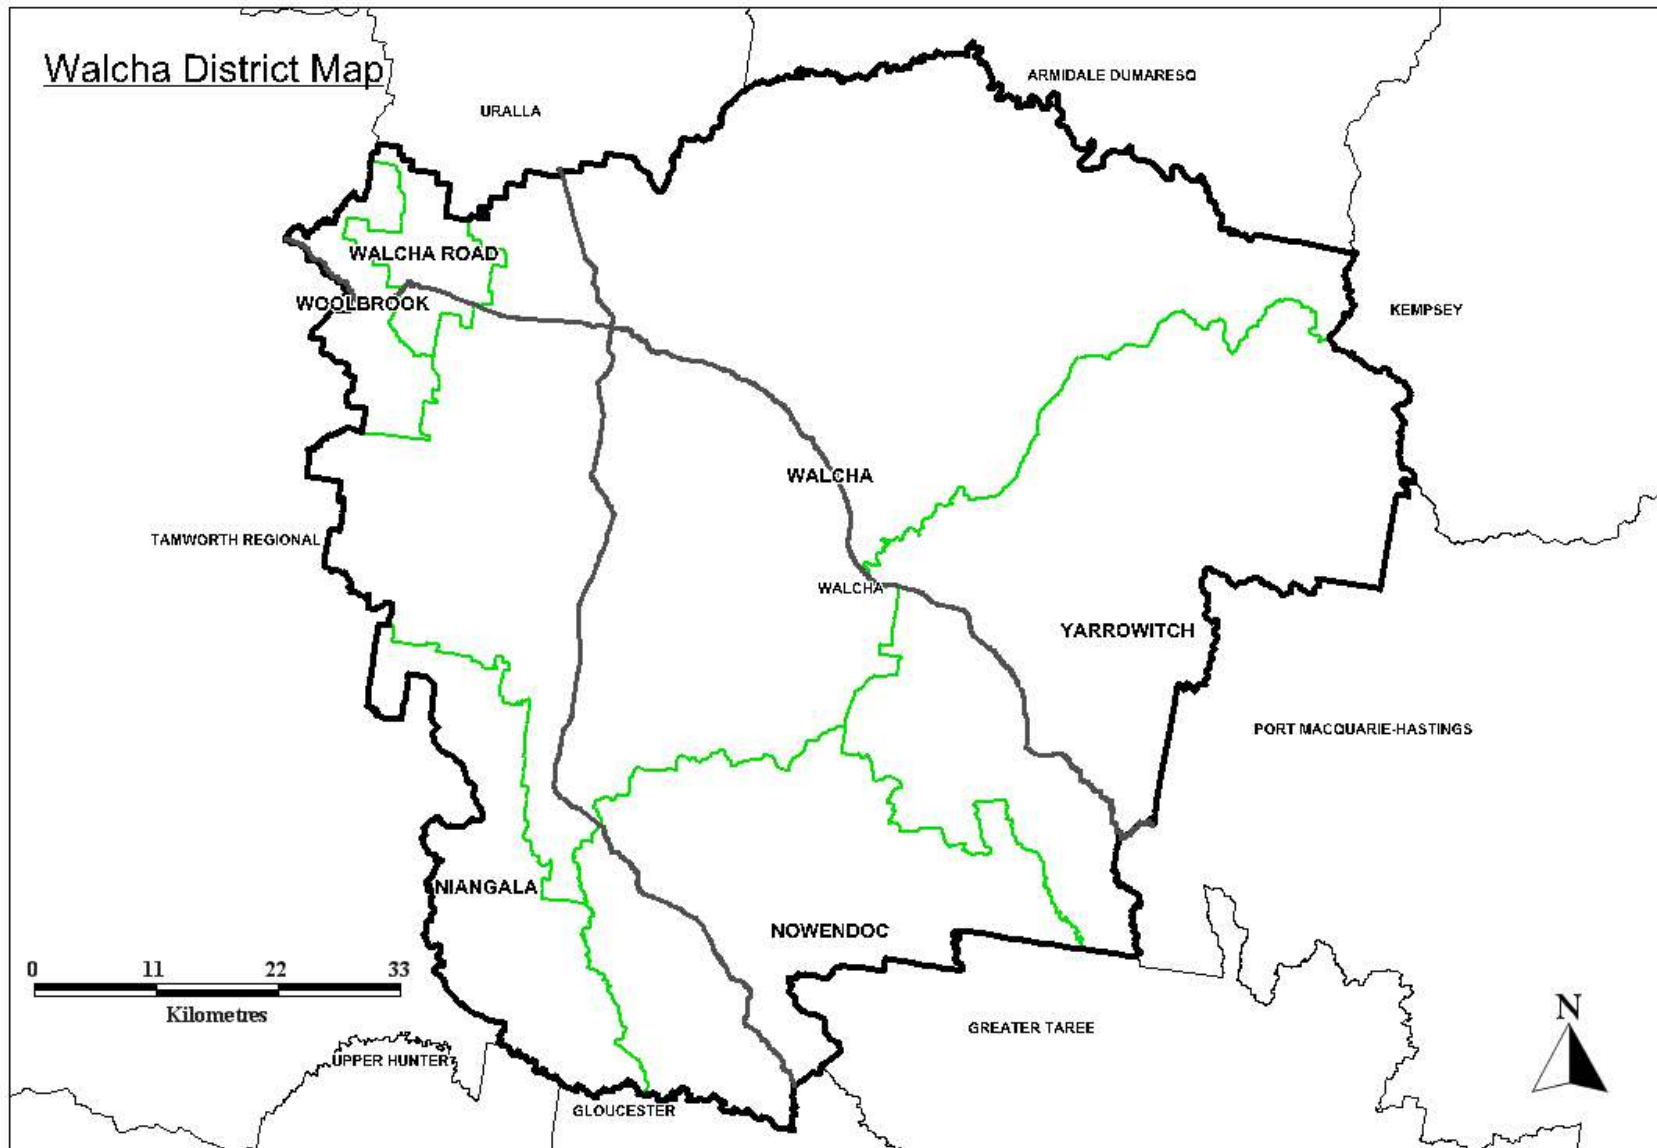 Walcha District Map
ARMIDALE DUMARESQ
URALLA
WALCHA ROAD
WOOLBROOK
KEMPSEY
WALCHA
TAMWORTH REGIONAL
WALCHA
YARROWITCH
PORT MACQUARIE-HASTINGS
NIANGALA
NOWENDOC
0 11 22 33
Kilometres
N
GREATER TAREE
UPPER HUNTER
GLOUCESTER